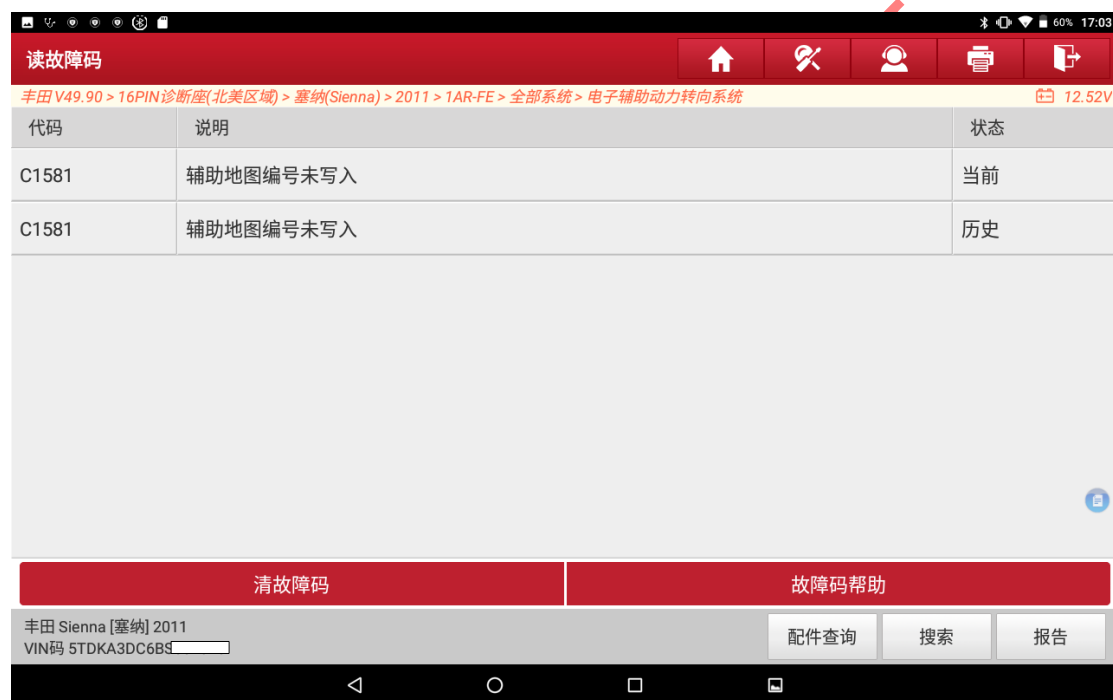 60% 17:03
读故障码
丰田 V49.90 > 16PIN诊断座(北美区域) > 塞纳(Sienna) > 2011 > 1AR-FE > 全部系统 > 电子辅助动力转向系统 12.52V
代码 说明 状态
C1581 辅助地图编号未写入 当前
C1581 辅助地图编号未写入 历史
清故障码 故障码帮助
丰田 Sienna [塞纳] 2011
VIN码 5TDKA3DC6BS
配件查询 搜索 报告